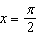 x = π/2